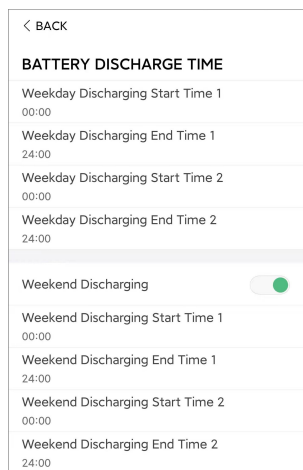 < BACK
BATTERY DISCHARGE TIME
Weekday Discharging Start Time 1
00:00
Weekday Discharging End Time 1
24:00
Weekday Discharging Start Time 2
00:00
Weekday Discharging End Time 2
24:00
Weekend Discharging
Weekend Discharging Start Time 1
00:00
Weekend Discharging End Time 1
24:00
Weekend Discharging Start Time 2
00:00
Weekend Discharging End Time 2
24:00